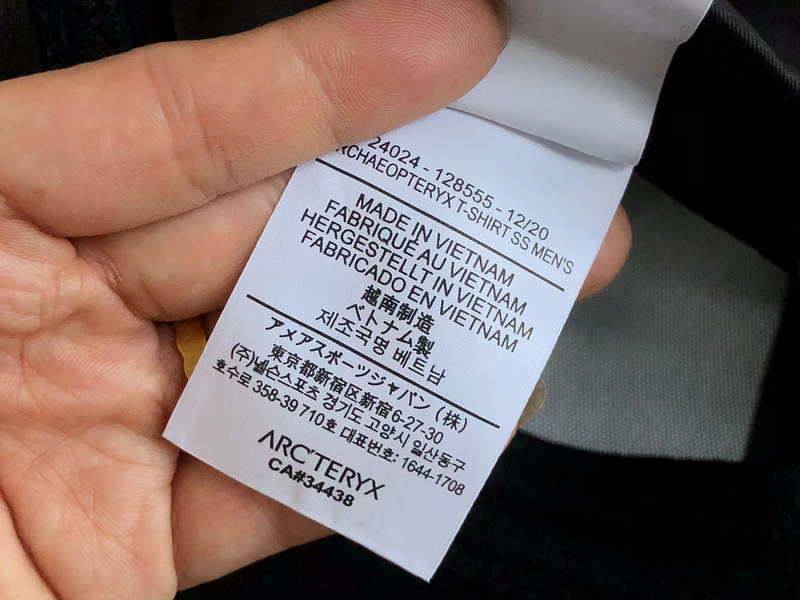 24024 - 128555 - 12/20
RCHAEOPTERYX T-SHIRT SS MEN'S
MADE IN VIETNAM
FABRIQUÉ AU VIETNAM
HERGESTELLT IN VIETNAM
FABRICADO EN VIETNAM
越南制造
ベトナム製
제조국명 베트남
アメアスポーツジャパン（株）
東京都新宿区新宿 6-27-30
(주)넬슨스포츠 경기도 고양시 일산동구
호수로 358-39 710호 대표번호: 1644-1708
ARC'TERYX
CA#34438